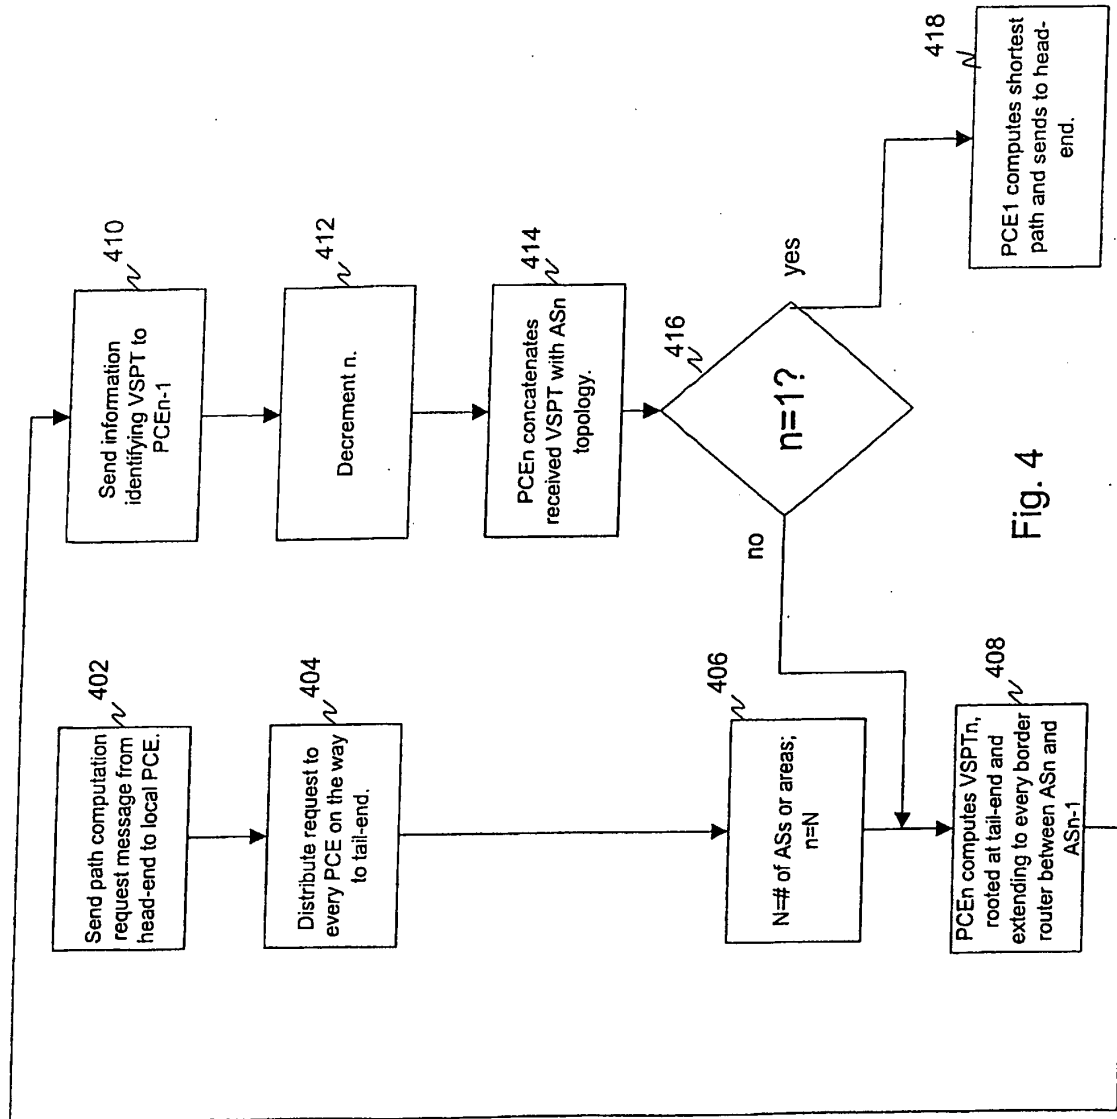 402
Send path computation
request message from
head-end to local PCE.
404
Distribute request to
every PCE on the way
to tail-end.
406
N=# of ASs or areas;
n=N
408
PCEn computes VSPTn,
rooted at tail-end and
extending to every border
router between ASn and
ASn-1
410
Send information
identifying VSPT to
PCEn-1
412
Decrement n.
414
PCEn concatenates
received VSPT with ASn
topology.
416
n=1?
no
yes
418
PCE1 computes shortest
path and sends to head-
end.
Fig. 4